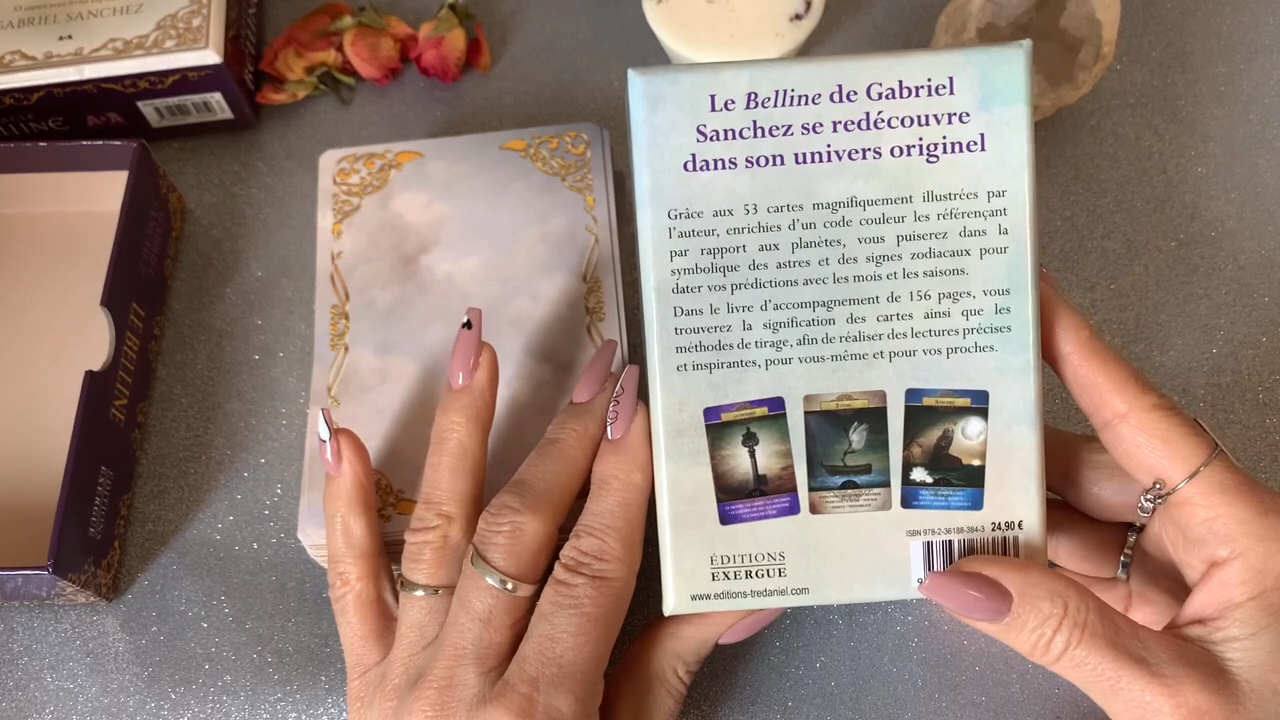 GABRIEL SANCHEZ
LE BELLINE
ÉDITIONS
EXERGUE
Le Belline de Gabriel
Sanchez se redécouvre
dans son univers originel
Grâce aux 53 cartes magnifiquement illustrées par
l'auteur, enrichies d'un code couleur les référençant
par rapport aux planètes, vous puiserez dans la
symbolique des astres et des signes zodiacaux pour
dater vos prédictions avec les mois et les saisons.
Dans le livre d'accompagnement de 156 pages, vous
trouverez la signification des cartes ainsi que les
méthodes de tirage, afin de réaliser des lectures précises
et inspirantes, pour vous-même et pour vos proches.
ISBN 978-2-36188-384-3 24,90 €
ÉDITIONS
EXERGUE
www.editions-tredaniel.com